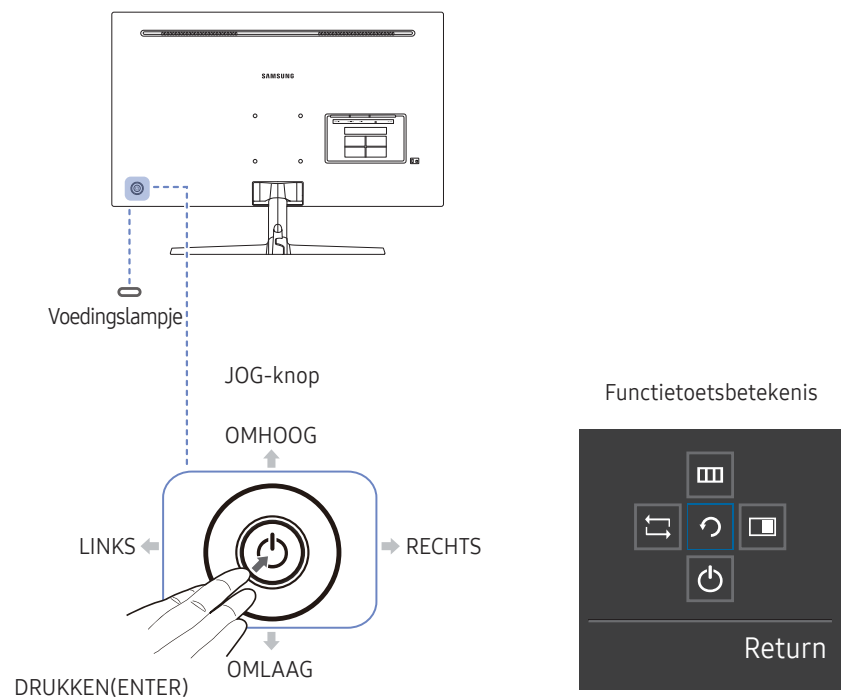 SAMSUNG
Voedingslampje
JOG-knop
OMHOOG
LINKS
RECHTS
OMLAAG
DRUKKEN(ENTER)
Functietoetsbetekenis
Return